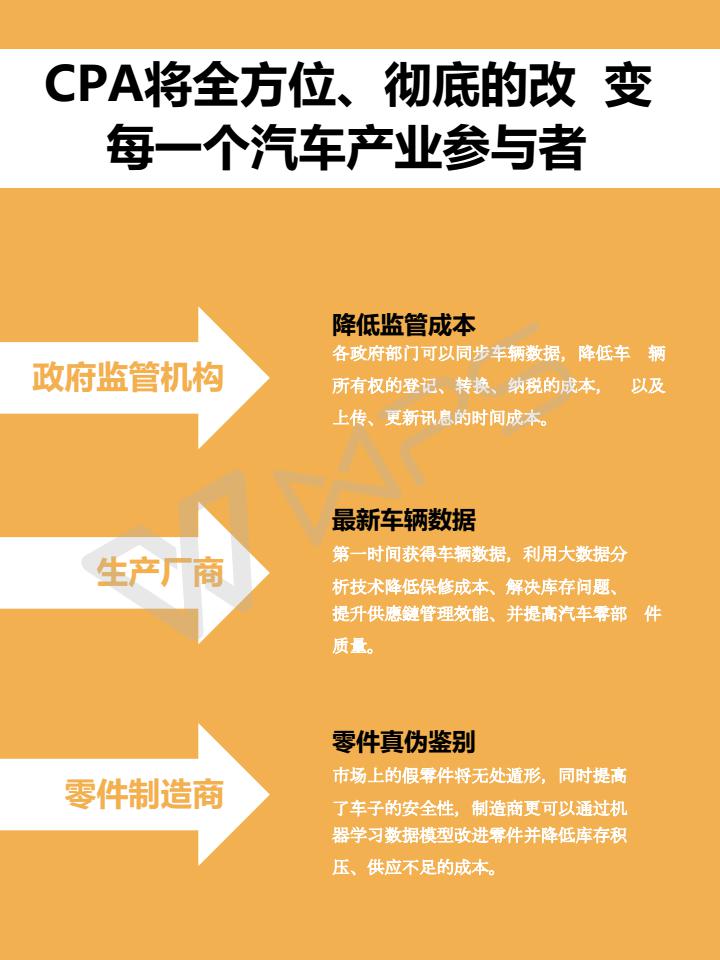 CPA将全方位、彻底的改 变
每一个汽车产业参与者
政府监管机构
降低监管成本
各政府部门可以同步车辆数据，降低车 辆
所有权的登记、转换、纳税的成本， 以及
上传、更新讯息的时间成本。
生产厂商
最新车辆数据
第一时间获得车辆数据，利用大数据分
析技术降低保修成本、解决库存问题、
提升供應鏈管理效能、并提高汽车零部 件
质量。
零件制造商
零件真伪鉴别
市场上的假零件将无处遁形，同时提高
了车子的安全性，制造商更可以通过机
器学习数据模型改进零件并降低库存积
压、供应不足的成本。
WPS